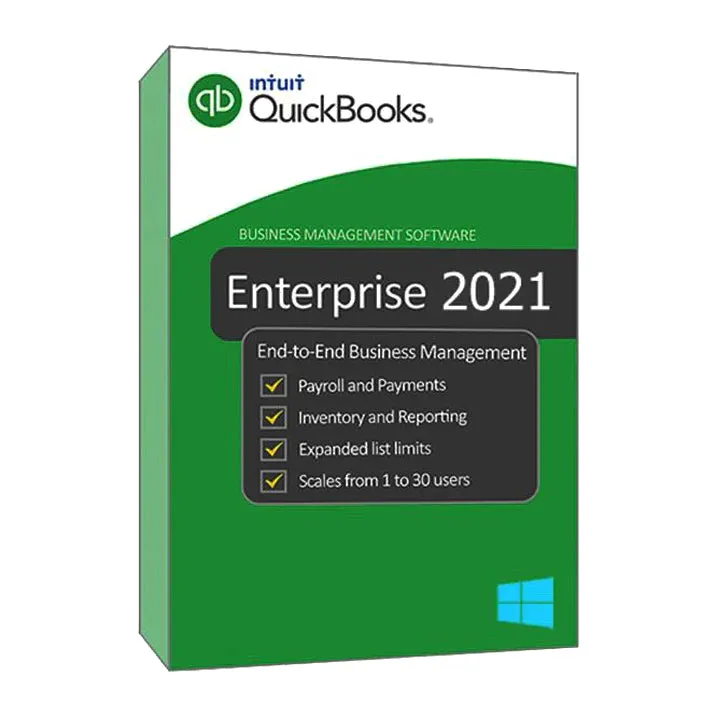 qb
INTUIT
QuickBooks.
BUSINESS MANAGEMENT SOFTWARE
Enterprise 2021
End-to-End Business Management
Payroll and Payments
Inventory and Reporting
Expanded list limits
Scales from 1 to 30 users